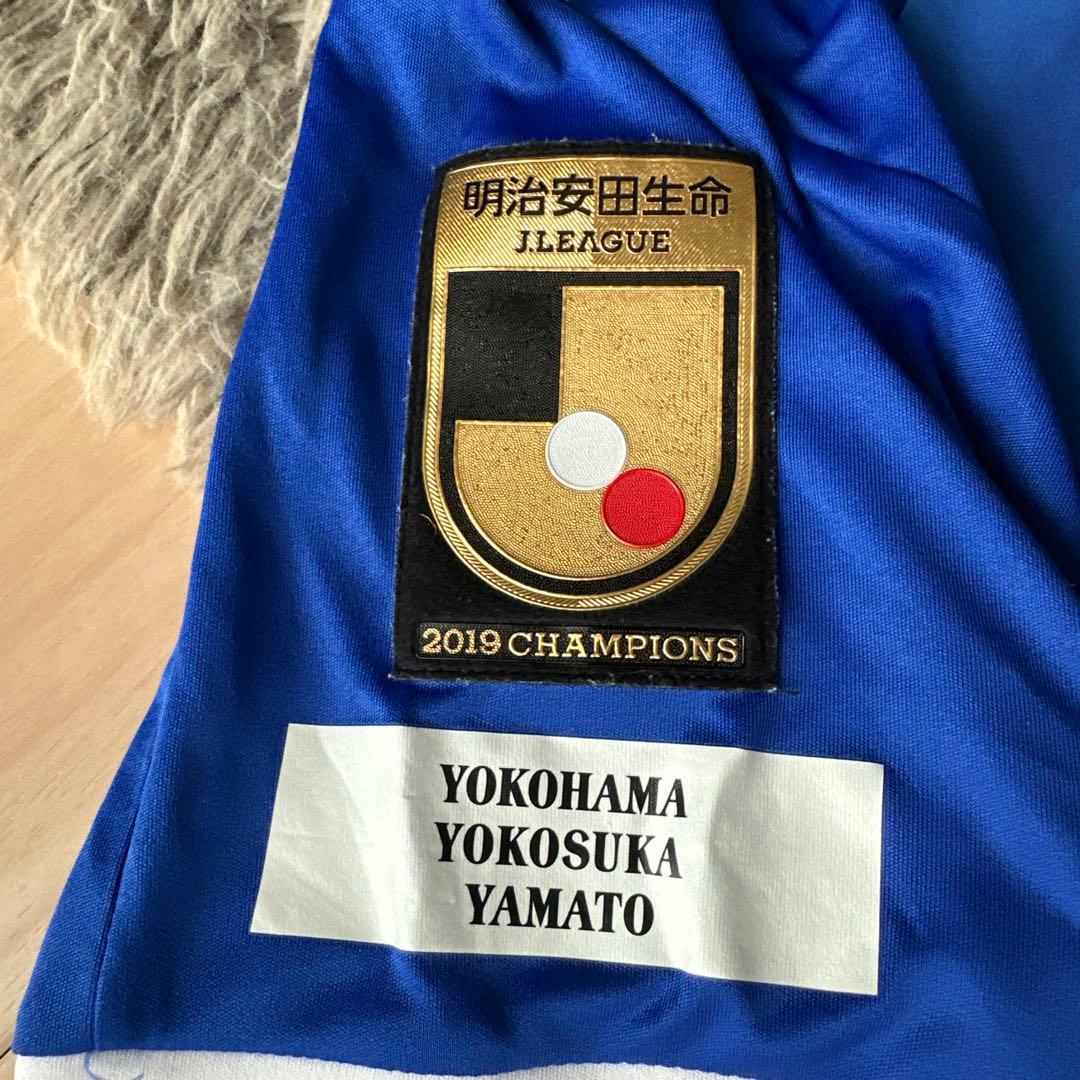 明治安田生命
J.LEAGUE
2019 CHAMPIONS
YOKOHAMA
YOKOSUKA
YAMATO